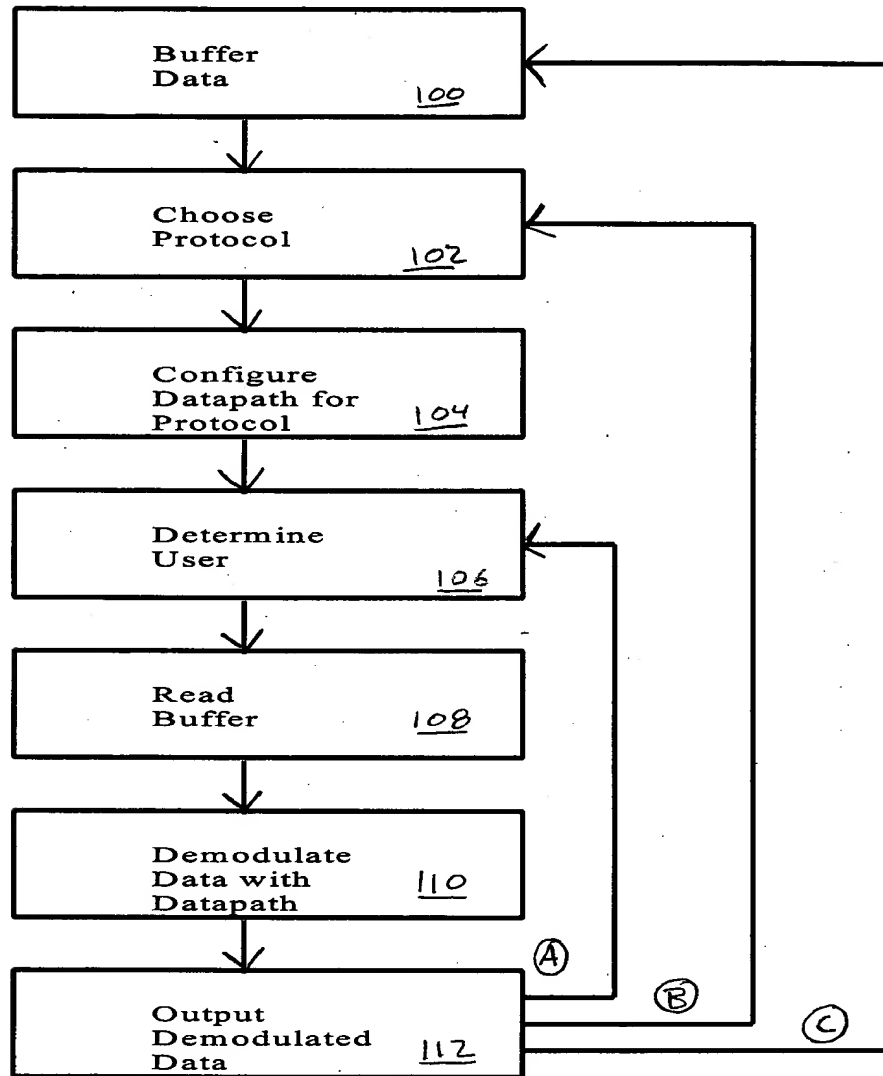 Buffer
Data
100
Choose
Protocol
102
Configure
Datapath for
Protocol
104
Determine
User
106
Read
Buffer
108
Demodulate
Data with
Datapath
110
A
Output
Demodulated
Data
112
B
C